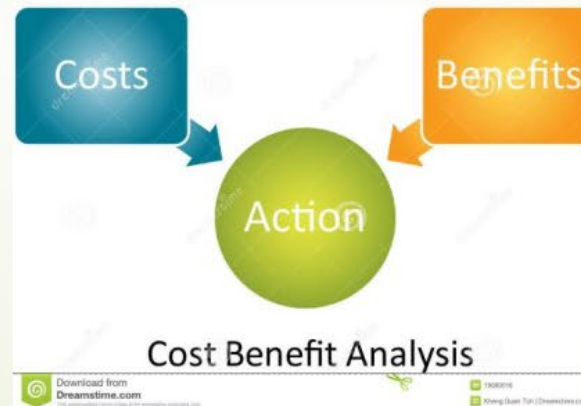 Costs
Benefits
Action
Cost Benefit Analysis
Download from
Dreamstime.com